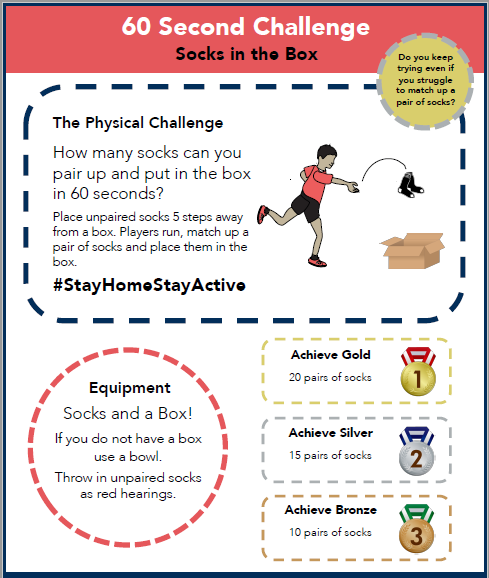 60 Second Challenge
Socks in the Box
Do you keep
trying even if
you struggle
to match up a
pair of socks?
The Physical Challenge
How many socks can you
pair up and put in the box
in 60 seconds?
Place unpaired socks 5 steps away
from a box. Players run, match up a
pair of socks and place them in the
box.
#StayHomeStayActive
Equipment
Socks and a Box!
If you do not have a box
use a bowl.
Throw in unpaired socks
as red hearings.
Achieve Gold
20 pairs of socks
1
Achieve Silver
15 pairs of socks
2
Achieve Bronze
10 pairs of socks
3